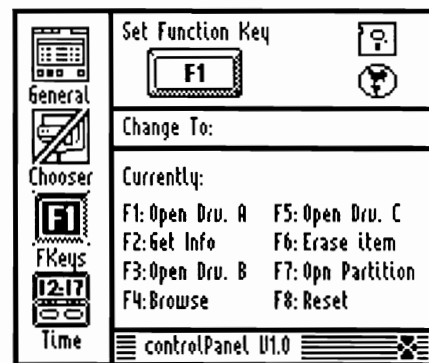 General
Chooser
F1
FKeys
12:17
Time
Set Function Key
F1
Change To:
Currently:
F1: Open Drv. A F5: Open Drv. C
F2: Get Info F6: Erase item
F3: Open Drv. B F7: Opn Partition
F4: Browse F8: Reset
controlPanel V1.0